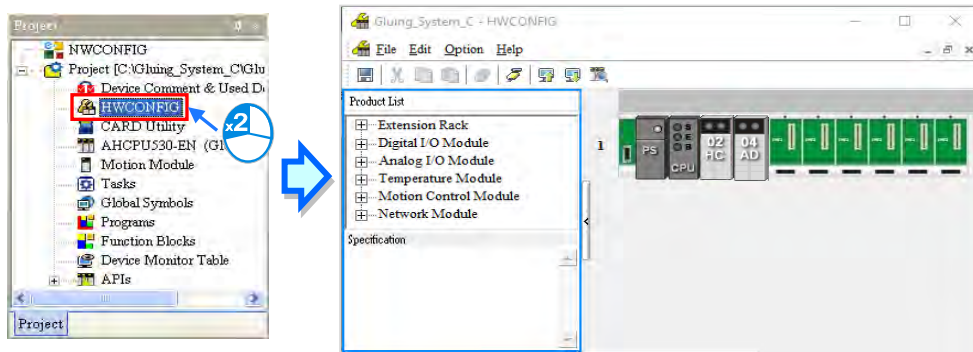 Project
NWCONFIG
Project [C:\Gluing_System_C\Glu
Device Comment & Used D
HWCONFIG
CARD Utility
AHCPU530-EN (Gl
Motion Module
Tasks
Global Symbols
Programs
Function Blocks
Device Monitor Table
APIs
Project
x2
Gluing_System_C - HWCONFIG
File Edit Option Help
Product List
Extension Rack
Digital I/O Module
Analog I/O Module
Temperature Module
Motion Control Module
Network Module
Specification
1
PS
CPU
02
HC
04
AD